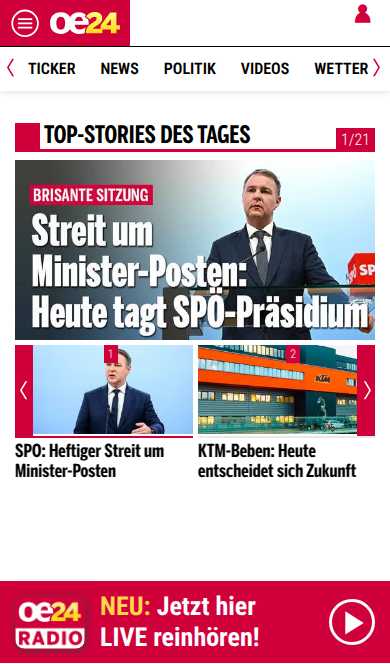 oe24
TICKER NEWS POLITIK VIDEOS WETTER
TOP-STORIES DES TAGES
1/21
BRISANTE SITZUNG
Streit um
Minister-Posten:
Heute tagt SPÖ-Präsidium
SP
1
2
KTM
SPÖ: Heftiger Streit um
Minister-Posten
KTM-Beben: Heute
entscheidet sich Zukunft
oe24
RADIO
NEU: Jetzt hier
LIVE reinhören!